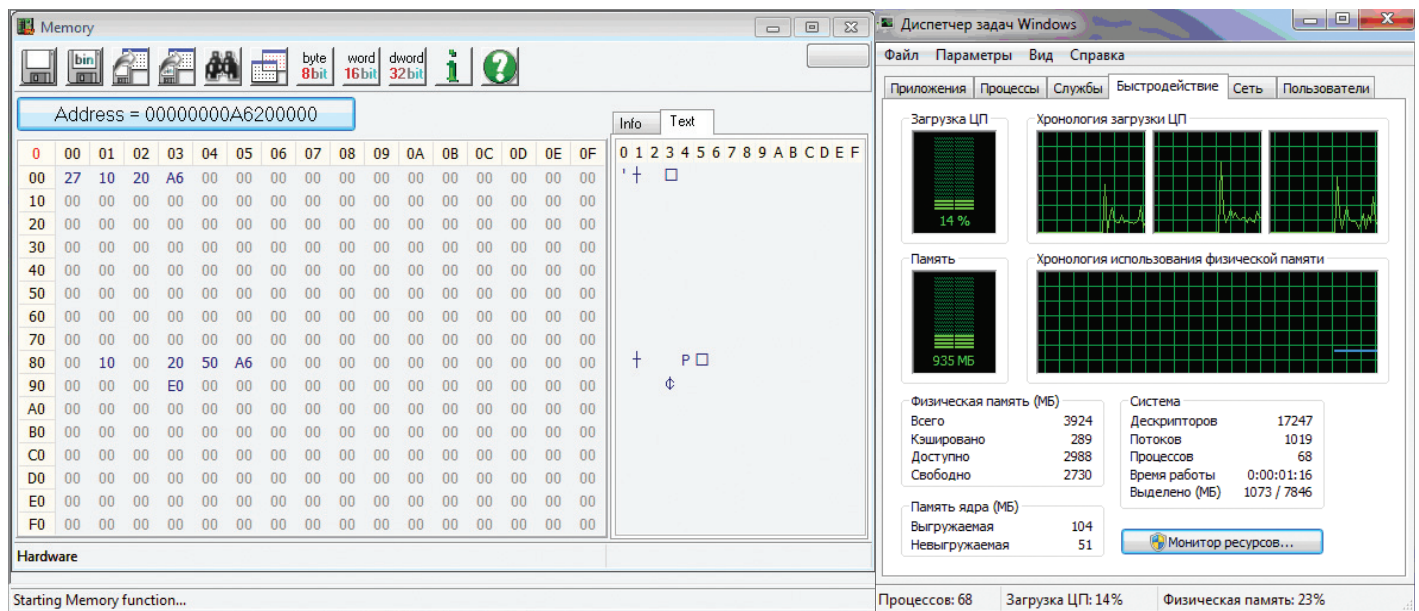 Memory
bin
byte 8bit word 16bit dword 32bit
Address = 00000000A6200000
Info Text
0 00 01 02 03 04 05 06 07 08 09 0A 0B 0C 0D 0E 0F
0 1 2 3 4 5 6 7 8 9 A B C D E F
00 27 10 20 A6 00 00 00 00 00 00 00 00 00 00 00 00
10 00 00 00 00 00 00 00 00 00 00 00 00 00 00 00 00
20 00 00 00 00 00 00 00 00 00 00 00 00 00 00 00 00
30 00 00 00 00 00 00 00 00 00 00 00 00 00 00 00 00
40 00 00 00 00 00 00 00 00 00 00 00 00 00 00 00 00
50 00 00 00 00 00 00 00 00 00 00 00 00 00 00 00 00
60 00 00 00 00 00 00 00 00 00 00 00 00 00 00 00 00
70 00 00 00 00 00 00 00 00 00 00 00 00 00 00 00 00
80 00 10 00 20 50 A6 00 00 00 00 00 00 00 00 00 00
P
90 00 00 00 E0 00 00 00 00 00 00 00 00 00 00 00 00
A0 00 00 00 00 00 00 00 00 00 00 00 00 00 00 00 00
B0 00 00 00 00 00 00 00 00 00 00 00 00 00 00 00 00
C0 00 00 00 00 00 00 00 00 00 00 00 00 00 00 00 00
D0 00 00 00 00 00 00 00 00 00 00 00 00 00 00 00 00
E0 00 00 00 00 00 00 00 00 00 00 00 00 00 00 00 00
F0 00 00 00 00 00 00 00 00 00 00 00 00 00 00 00 00
Hardware
Starting Memory function...
Диспетчер задач Windows
Файл Параметры Вид Справка
Приложения Процессы Службы Быстродействие Сеть Пользователи
Загрузка ЦП
14 %
Хронология загрузки ЦП
Память
935 МБ
Хронология использования физической памяти
Физическая память (МБ)
Всего 3924
Кэшировано 289
Доступно 2988
Свободно 2730
Память ядра (МБ)
Выгружаемая 104
Невыгружаемая 51
Система
Дескрипторов 17247
Потоков 1019
Процессов 68
Время работы 0:00:01:16
Выделено (МБ) 1073 / 7846
Монитор ресурсов...
Процессов: 68 Загрузка ЦП: 14% Физическая память: 23%